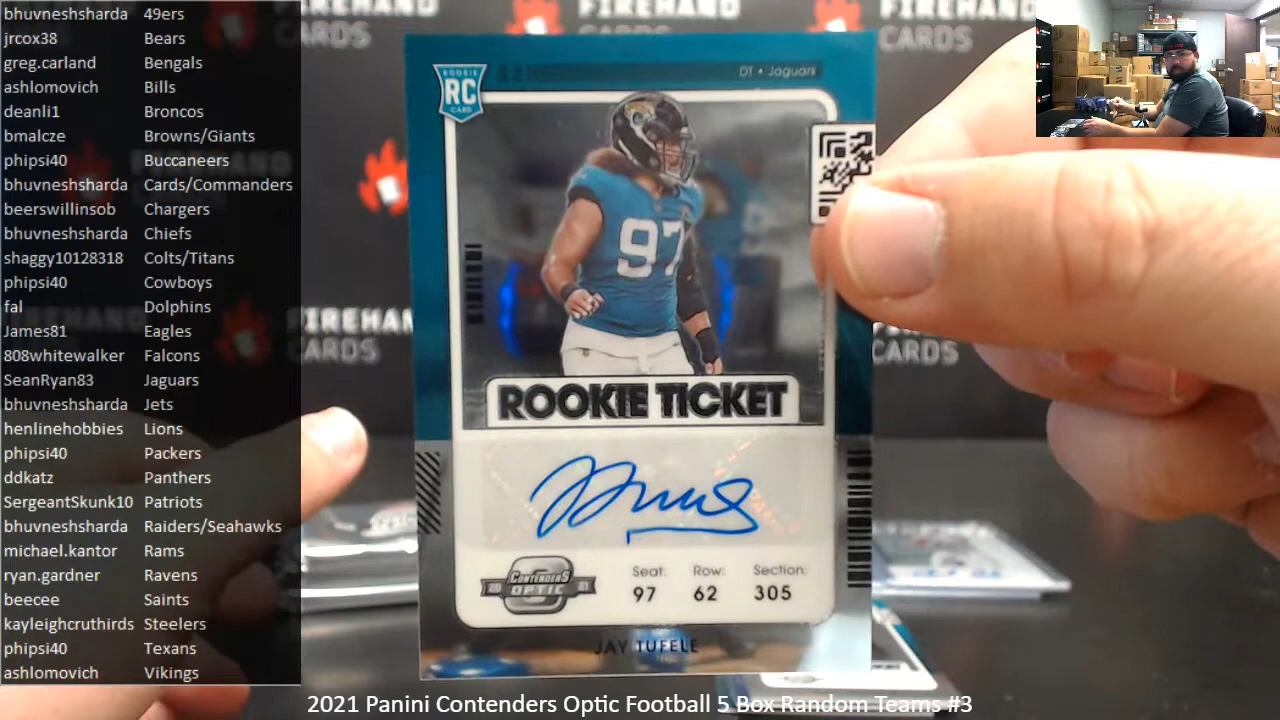 bhuvneshsharda 49ers
jrcox38 Bears
greg.carland Bengals
ashlomovich Bills
deanli1 Broncos
bmalcze Browns/Giants
phipsi40 Buccaneers
bhuvneshsharda Cards/Commanders
beerswillinsob Chargers
bhuvneshsharda Chiefs
shaggy10128318 Colts/Titans
phipsi40 Cowboys
fal Dolphins
James81 Eagles
808whitewalker Falcons
SeanRyan83 Jaguars
bhuvneshsharda Jets
henlinehobbies Lions
phipsi40 Packers
ddkatz Panthers
SergeantSkunk10 Patriots
bhuvneshsharda Raiders/Seahawks
michael.kantor Rams
ryan.gardner Ravens
beecee Saints
kayleighcruthirds Steelers
phipsi40 Texans
ashlomovich Vikings
FIREHAND
CARDS
ROOKIE
RC
CARD
DT • Jaguars
97
ROOKIE TICKET
CONTENDERS
OPTIC
Seat: Row: Section:
97 62 305
JAY TUFELE
2021 Panini Contenders Optic Football 5 Box Random Teams #3